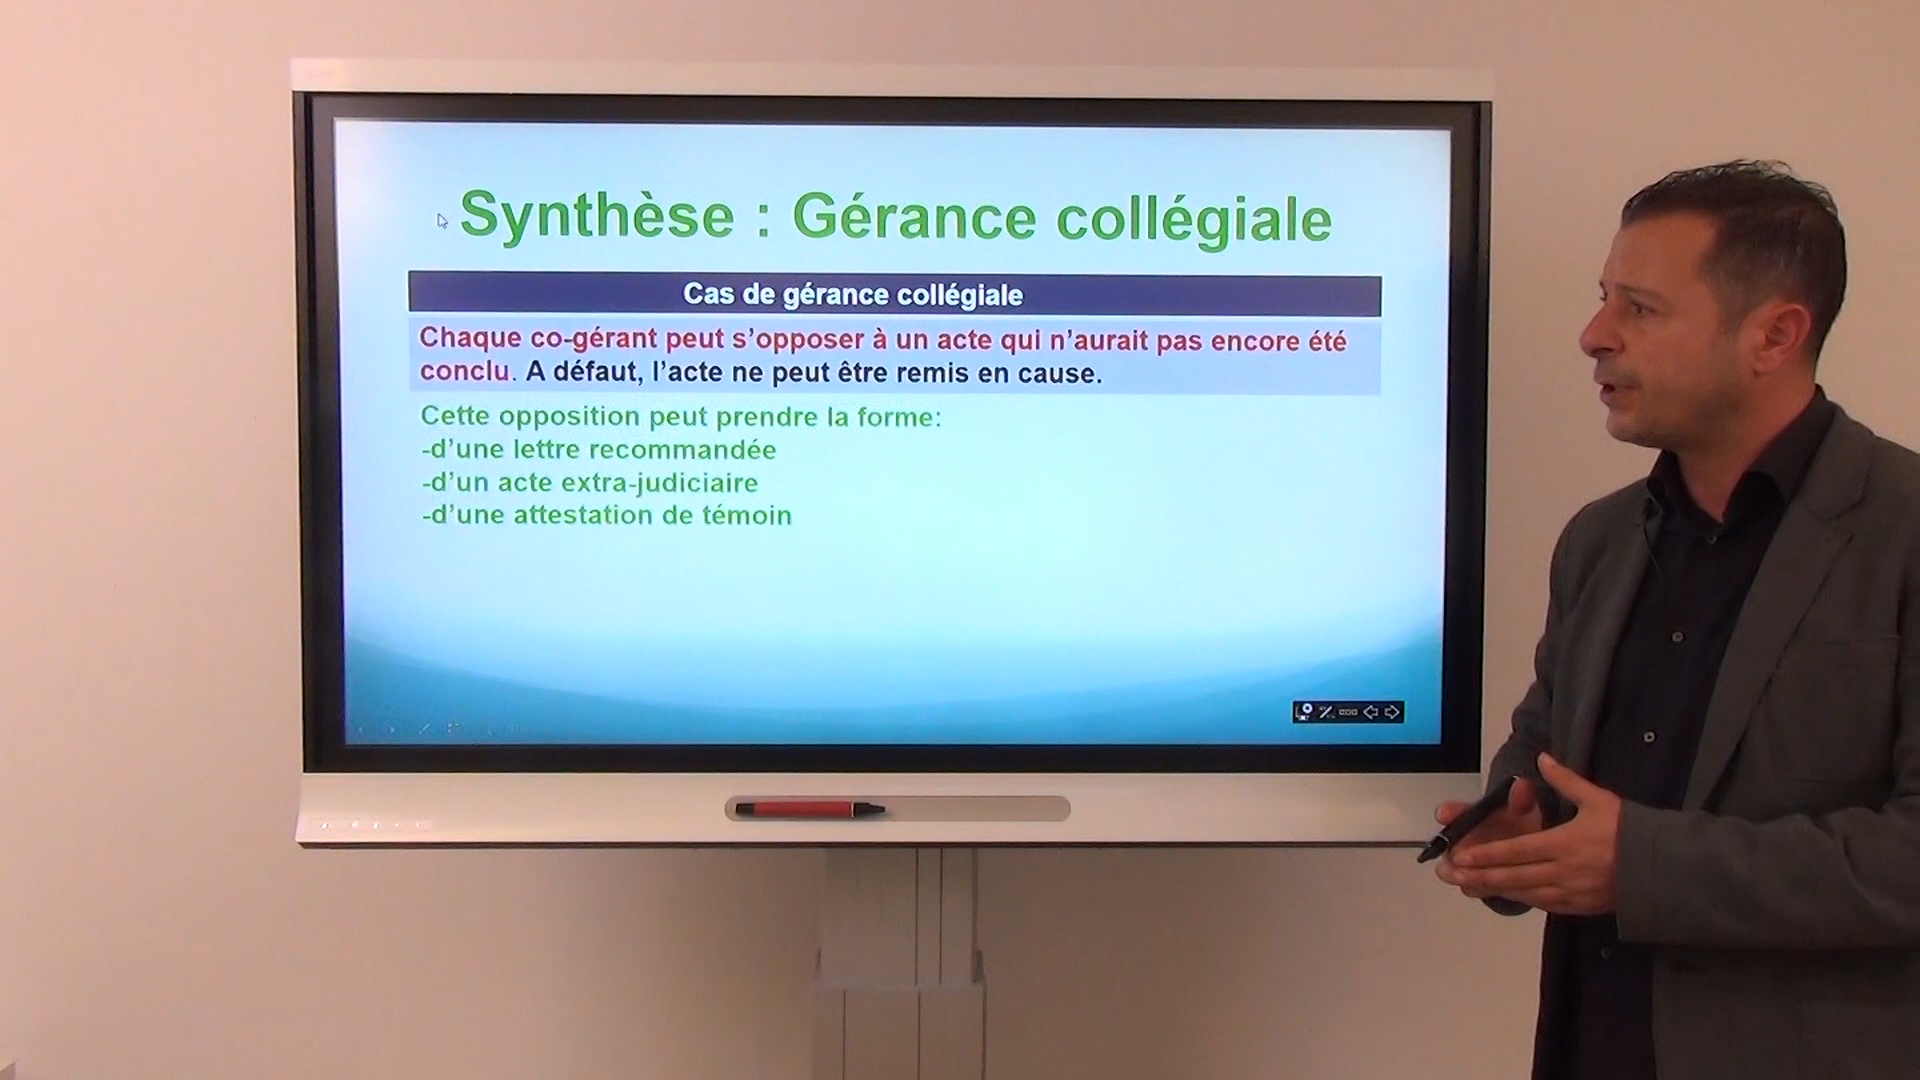 Synthèse : Gérance collégiale
Cas de gérance collégiale
Chaque co-gérant peut s’opposer à un acte qui n’aurait pas encore été
conclu. A défaut, l’acte ne peut être remis en cause.
Cette opposition peut prendre la forme:
-d’une lettre recommandée
-d’un acte extra-judiciaire
-d’une attestation de témoin